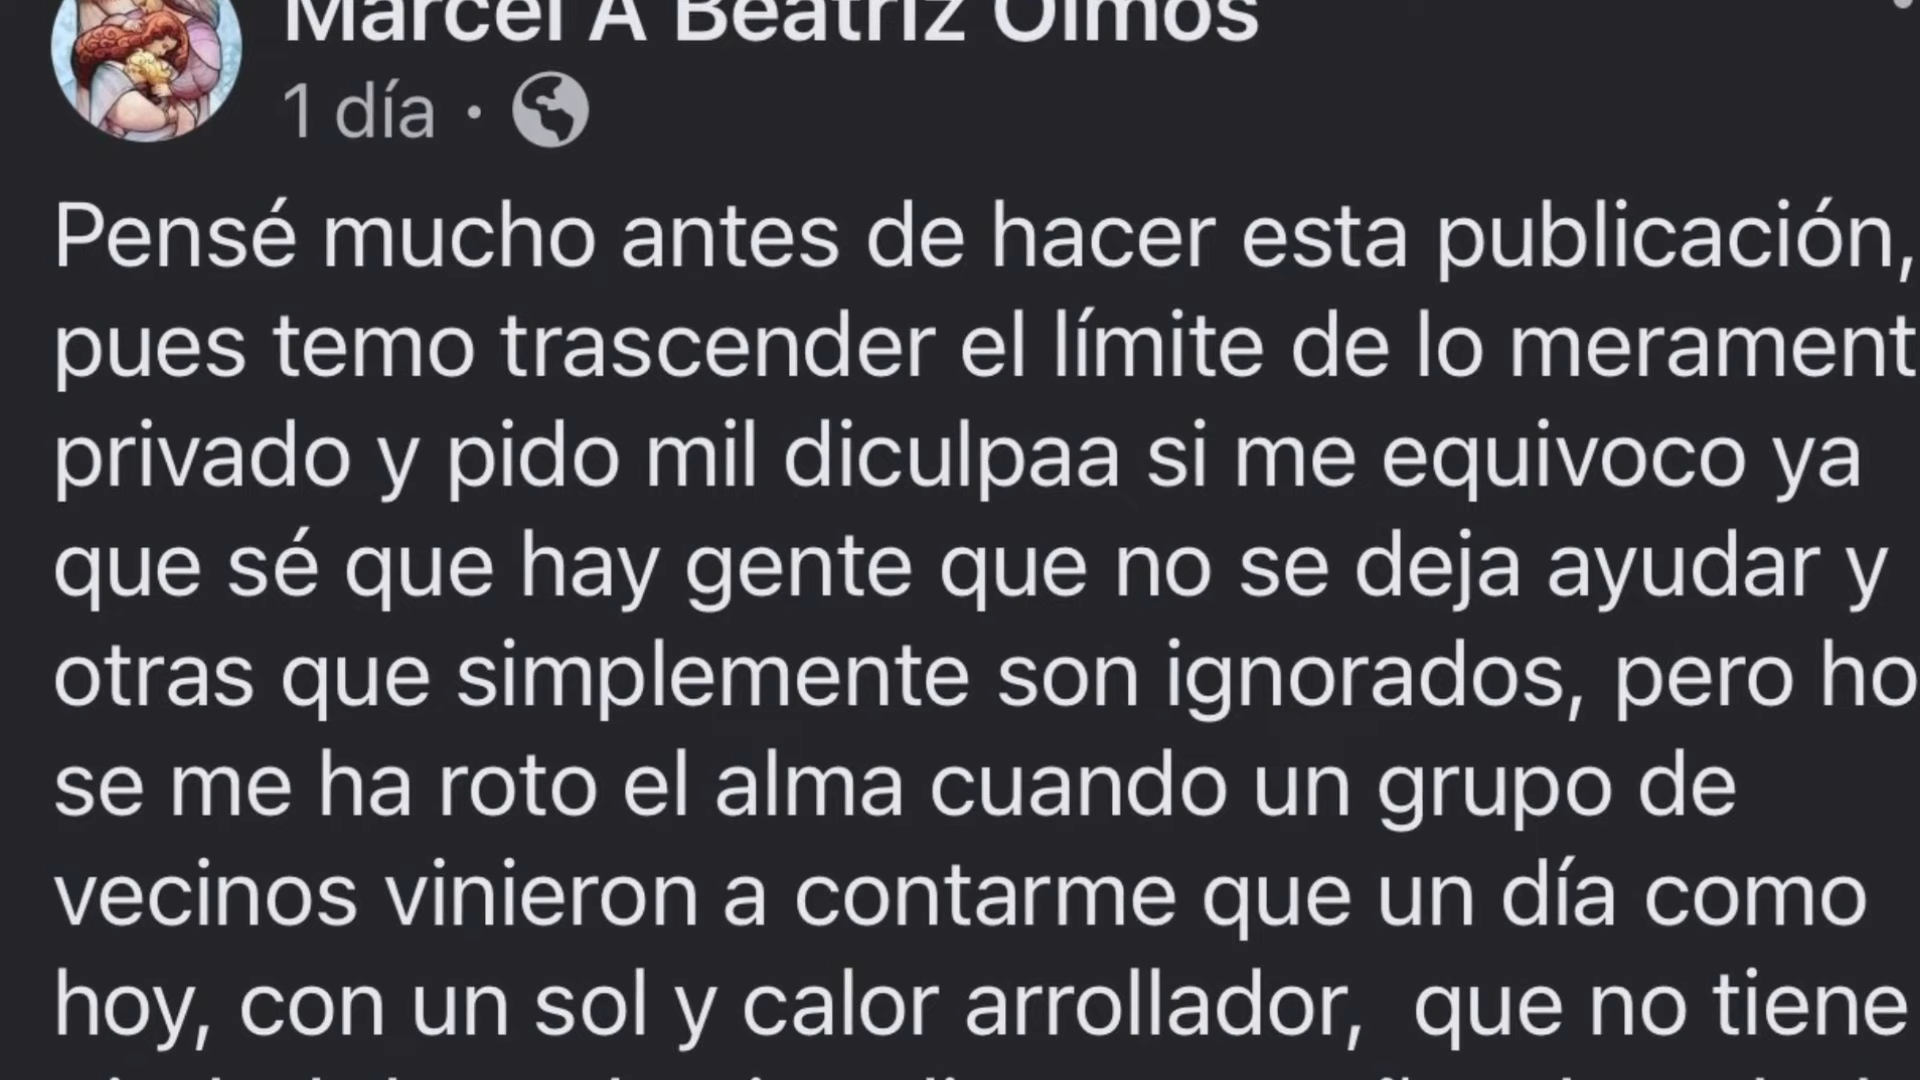 Marcel A Beatriz Olmos
1 día ·
Pensé mucho antes de hacer esta publicación,
pues temo trascender el límite de lo merament
privado y pido mil diculpaa si me equivoco ya
que sé que hay gente que no se deja ayudar y
otras que simplemente son ignorados, pero ho
se me ha roto el alma cuando un grupo de
vecinos vinieron a contarme que un día como
hoy, con un sol y calor arrollador, que no tiene